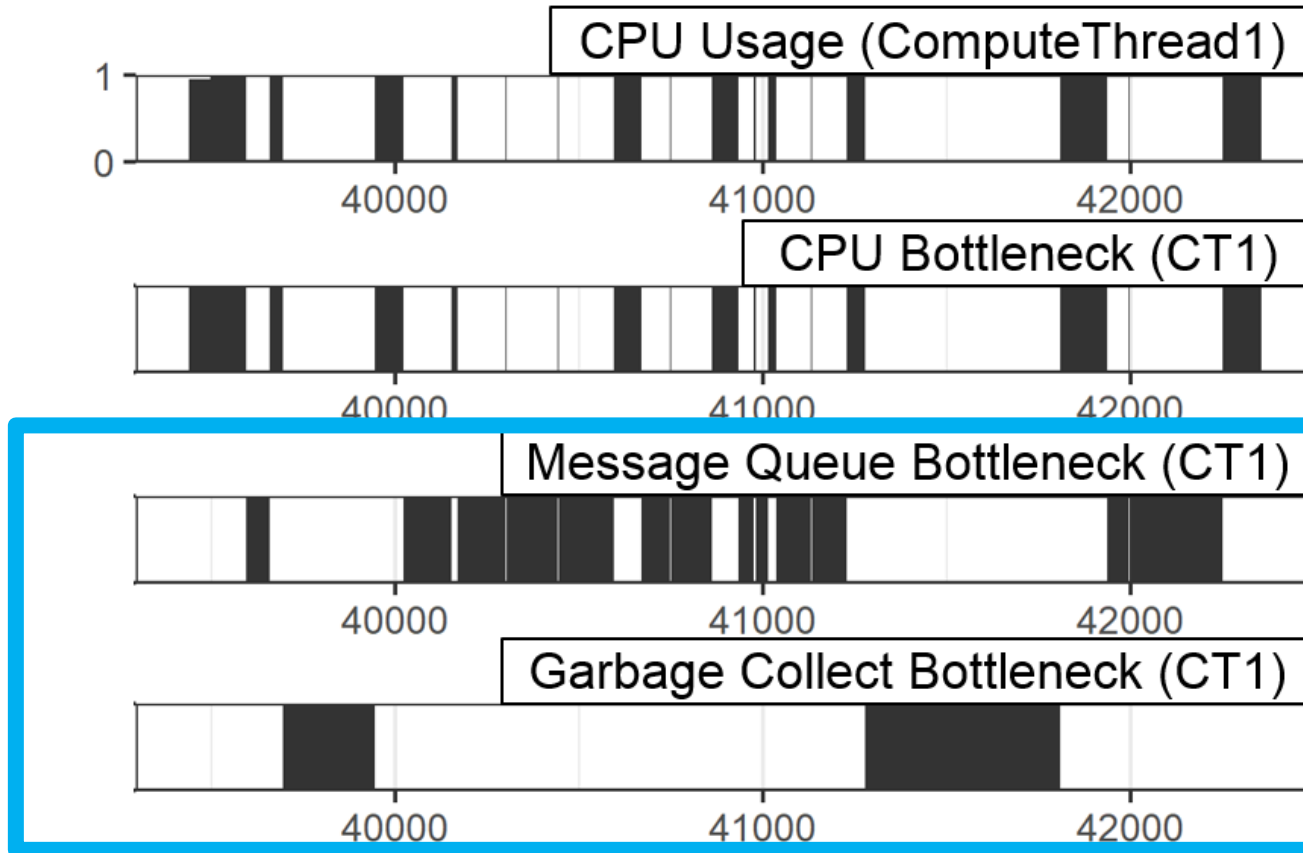 CPU Usage (ComputeThread1)
1
0
40000 41000 42000
CPU Bottleneck (CT1)
40000 41000 42000
Message Queue Bottleneck (CT1)
40000 41000 42000
Garbage Collect Bottleneck (CT1)
40000 41000 42000